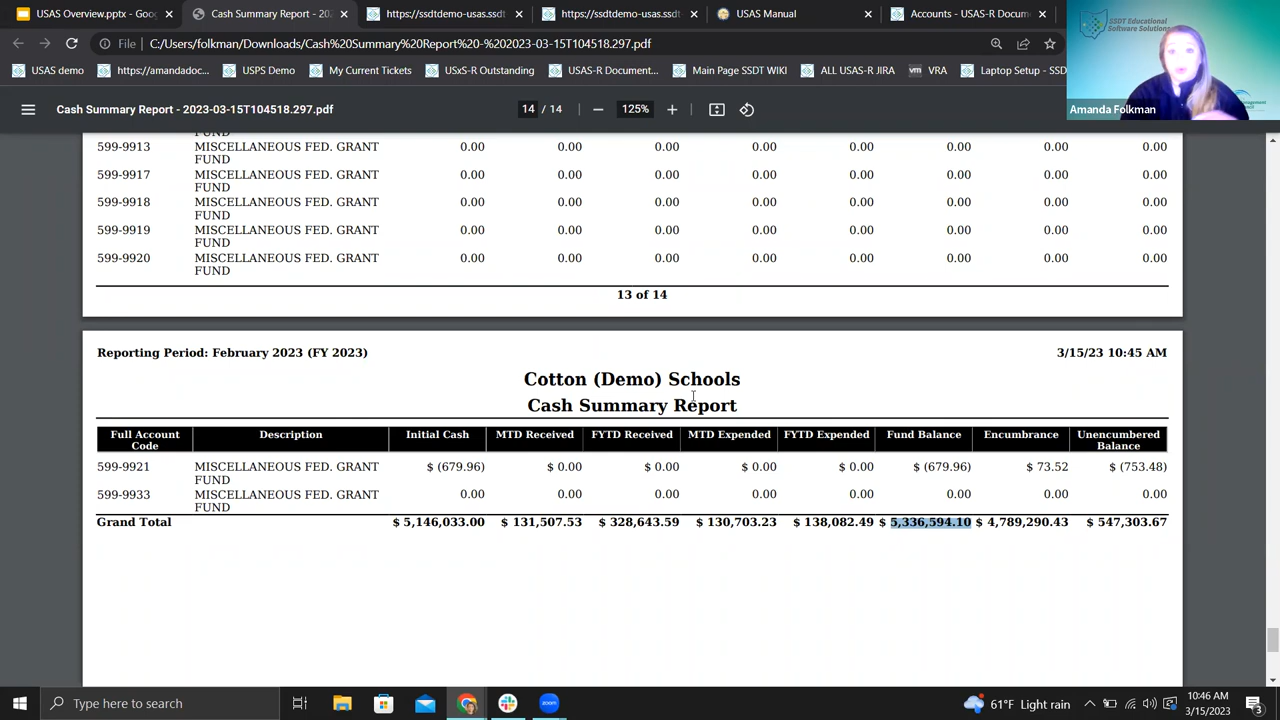 USAS Overview.pptx - Goog
Cash Summary Report - 202
https://ssdtdemo-usas.ssdt
https://ssdtdemo-usas.ssdt
USAS Manual
Accounts - USAS-R Docum
SSDT Educational
Software Solutions
File
C:/Users/folkman/Downloads/Cash%20Summary%20Report%20-%202023-03-15T104518.297.pdf
USAS demo
https://amandadoc...
USPS Demo
My Current Tickets
USxS-R Outstanding
USAS-R Document...
Main Page SSDT WIKI
ALL USAS-R JIRA
VRA
Laptop Setup - SSD
Amanda Folkman
Cash Summary Report - 2023-03-15T104518.297.pdf
14 / 14
125%
FUND
599-9913 MISCELLANEOUS FED. GRANT 0.00 0.00 0.00 0.00 0.00 0.00 0.00 0.00
FUND
599-9917 MISCELLANEOUS FED. GRANT 0.00 0.00 0.00 0.00 0.00 0.00 0.00 0.00
FUND
599-9918 MISCELLANEOUS FED. GRANT 0.00 0.00 0.00 0.00 0.00 0.00 0.00 0.00
FUND
599-9919 MISCELLANEOUS FED. GRANT 0.00 0.00 0.00 0.00 0.00 0.00 0.00 0.00
FUND
599-9920 MISCELLANEOUS FED. GRANT 0.00 0.00 0.00 0.00 0.00 0.00 0.00 0.00
FUND
13 of 14
Reporting Period: February 2023 (FY 2023) 3/15/23 10:45 AM
Cotton (Demo) Schools
Cash Summary Report
Full Account Description Initial Cash MTD Received FYTD Received MTD Expended FYTD Expended Fund Balance Encumbrance Unencumbered
Code Balance
599-9921 MISCELLANEOUS FED. GRANT $ (679.96) $ 0.00 $ 0.00 $ 0.00 $ 0.00 $ (679.96) $ 73.52 $ (753.48)
FUND
599-9933 MISCELLANEOUS FED. GRANT 0.00 0.00 0.00 0.00 0.00 0.00 0.00 0.00
FUND
Grand Total $ 5,146,033.00 $ 131,507.53 $ 328,643.59 $ 130,703.23 $ 138,082.49 $ 5,336,594.10 $ 4,789,290.43 $ 547,303.67
Type here to search
61°F Light rain
10:46 AM
3/15/2023
3